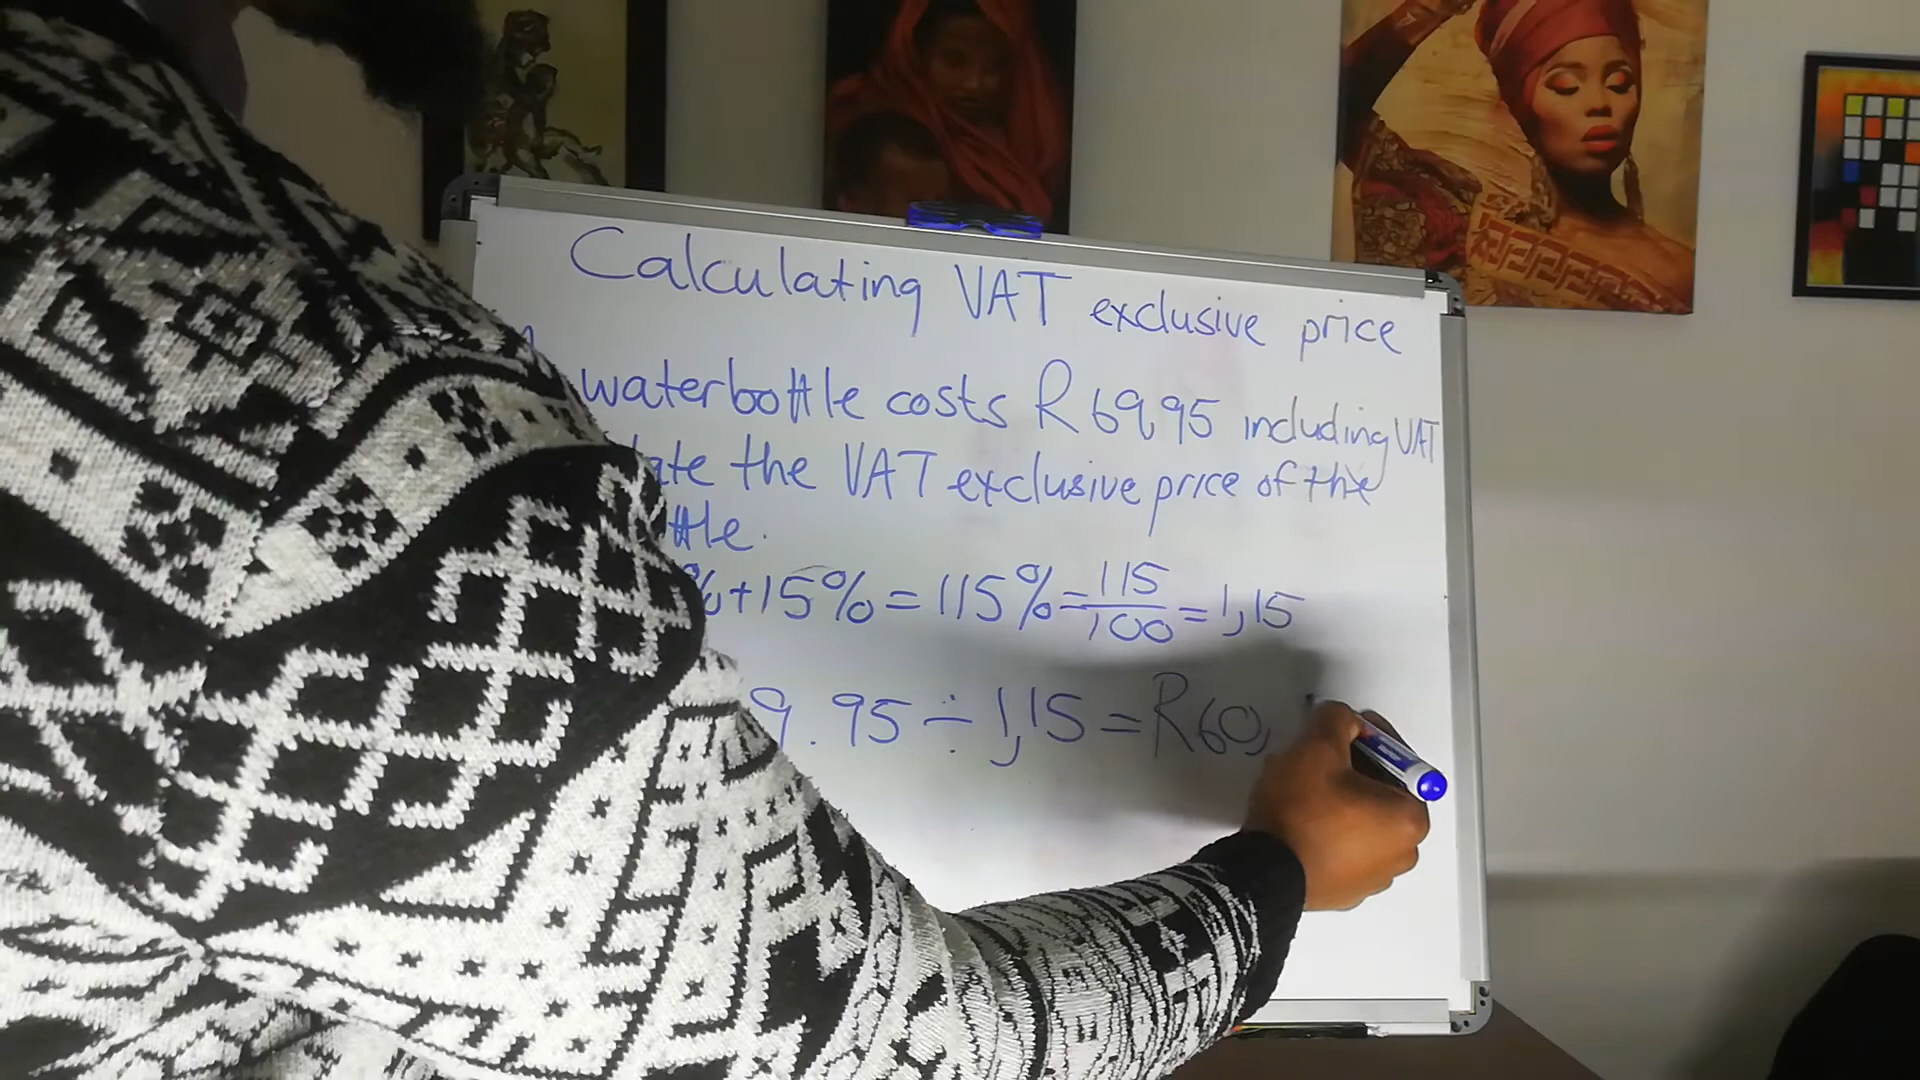 Calculating VAT exclusive price
waterbottle costs R69,95 including VAT
ate the VAT exclusive price of the
ttle.
%+15%=115%=115/100=1,15
9.95÷1,15=R60,